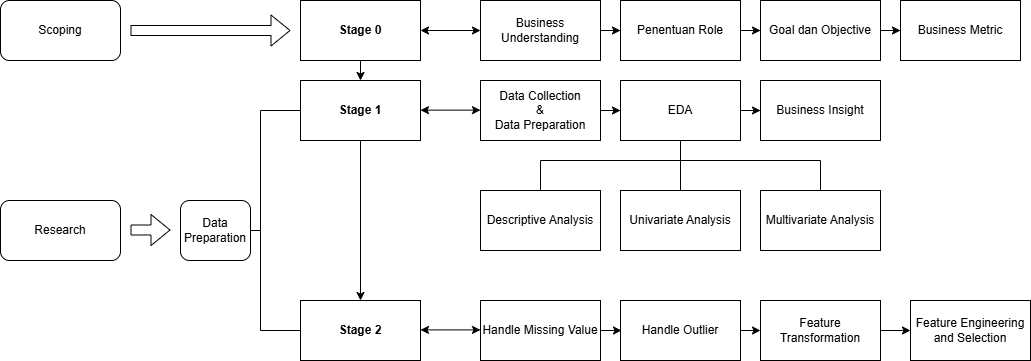 Scoping
Stage 0
Business
Understanding
Penentuan Role
Goal dan Objective
Business Metric
Stage 1
Data Collection
&
Data Preparation
EDA
Business Insight
Research
Data
Preparation
Descriptive Analysis
Univariate Analysis
Multivariate Analysis
Stage 2
Handle Missing Value
Handle Outlier
Feature
Transformation
Feature Engineering
and Selection